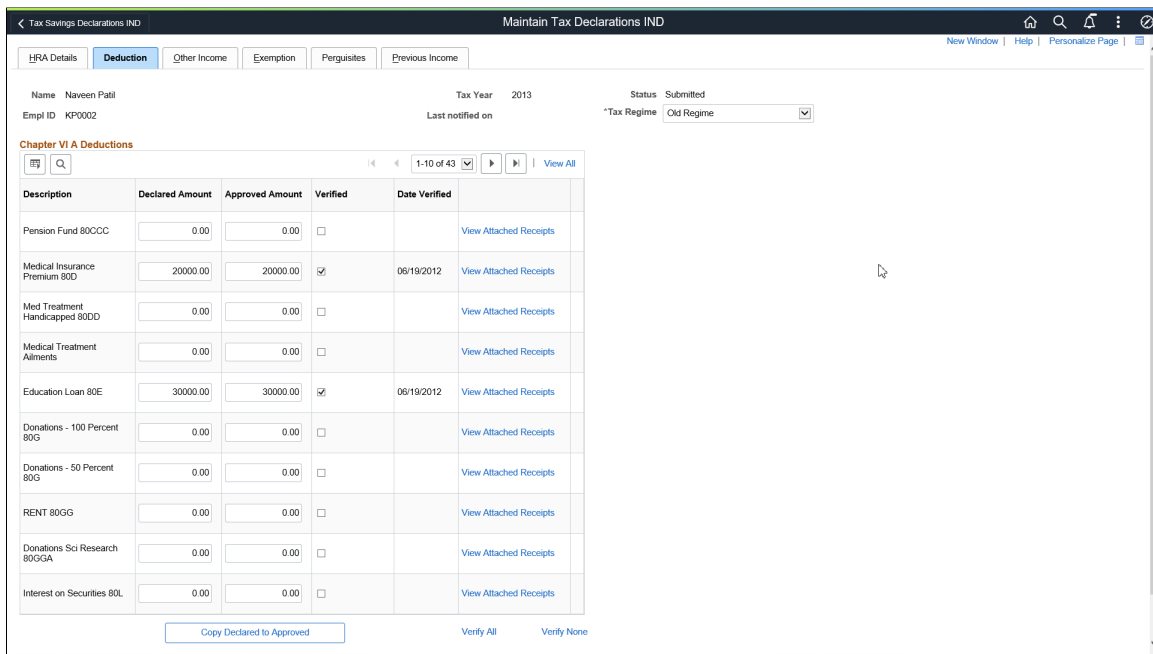 Tax Savings Declarations IND
Maintain Tax Declarations IND
New Window | Help | Personalize Page |
HRA Details
Deduction
Other Income
Exemption
Perguisites
Previous Income
Name Naveen Patil
Tax Year 2013
Status Submitted
Empl ID KP0002
Last notified on
*Tax Regime Old Regime
Chapter VI A Deductions
1-10 of 43
| View All
Description
Declared Amount
Approved Amount
Verified
Date Verified
Pension Fund 80CCC
0.00
0.00
View Attached Receipts
Medical Insurance
Premium 80D
20000.00
20000.00
06/19/2012
View Attached Receipts
Med Treatment
Handicapped 80DD
0.00
0.00
View Attached Receipts
Medical Treatment
Ailments
0.00
0.00
View Attached Receipts
Education Loan 80E
30000.00
30000.00
06/19/2012
View Attached Receipts
Donations - 100 Percent
80G
0.00
0.00
View Attached Receipts
Donations - 50 Percent
80G
0.00
0.00
View Attached Receipts
RENT 80GG
0.00
0.00
View Attached Receipts
Donations Sci Research
80GGA
0.00
0.00
View Attached Receipts
Interest on Securities 80L
0.00
0.00
View Attached Receipts
Copy Declared to Approved
Verify All
Verify None